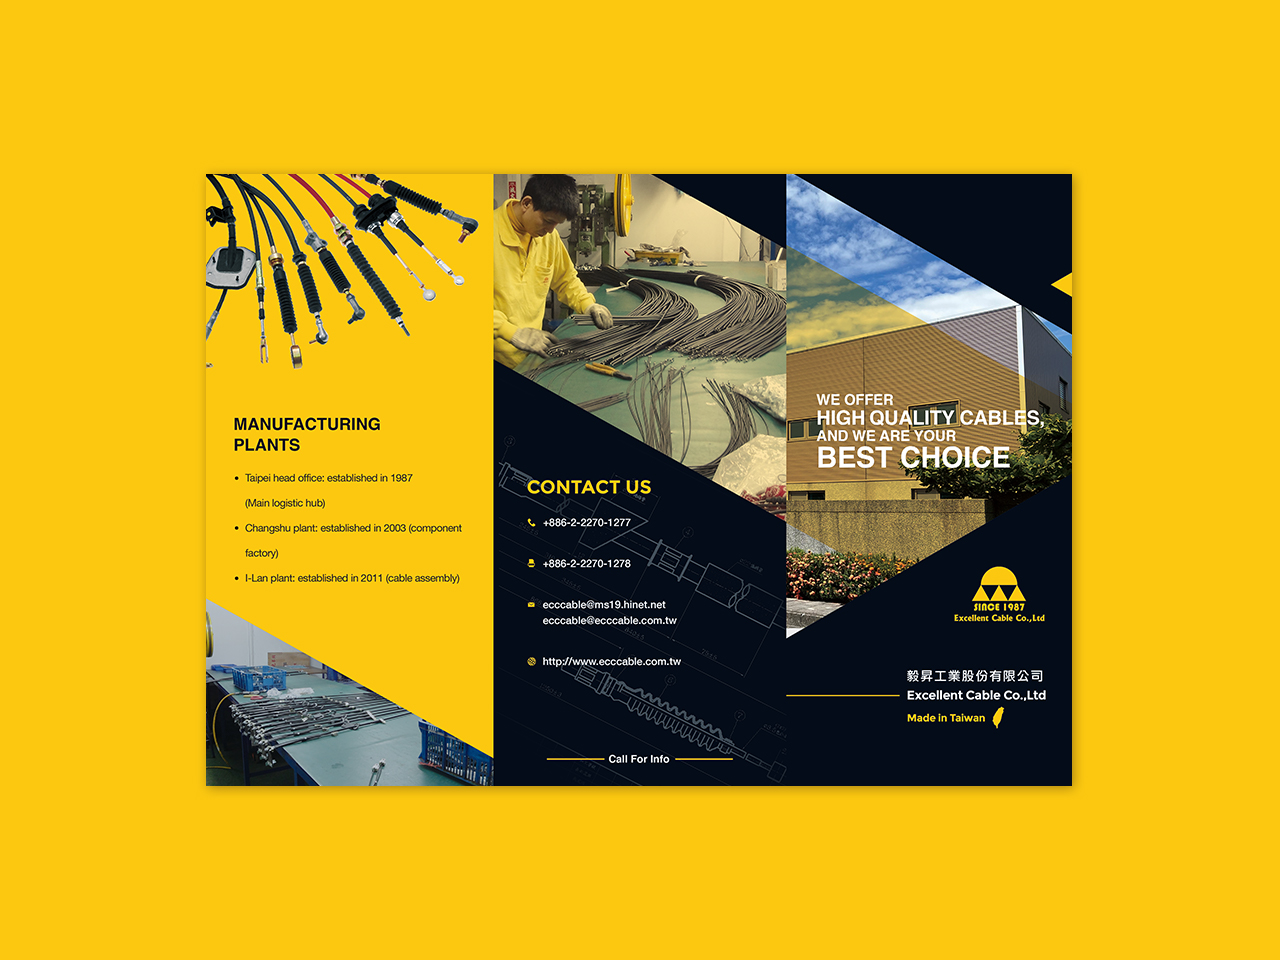 MANUFACTURING
PLANTS
• Taipei head office: established in 1987
(Main logistic hub)
• Changshu plant: established in 2003 (component
factory)
• I-Lan plant: established in 2011 (cable assembly)
CONTACT US
+886-2-2270-1277
+886-2-2270-1278
ecccable@ms19.hinet.net
ecccable@ecccable.com.tw
http://www.ecccable.com.tw
Call For Info
WE OFFER
HIGH QUALITY CABLES,
AND WE ARE YOUR
BEST CHOICE
SINCE 1987
Excellent Cable Co.,Ltd
毅昇工業股份有限公司
Excellent Cable Co.,Ltd
Made in Taiwan